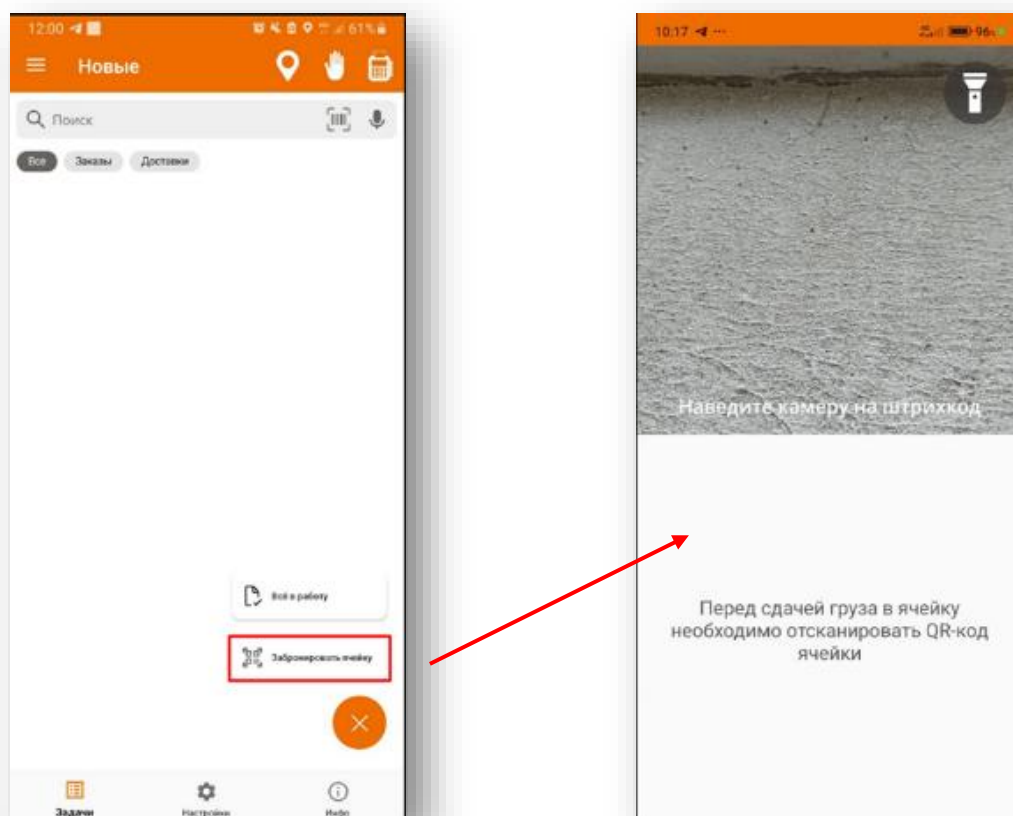 12:00
61%
Новые
Поиск
Все
Заказы
Доставки
Всё в работу
Забронировать ячейку
Задачи
Настройки
Инфо
10:17
96%
Наведите камеру на штрихкод
Перед сдачей груза в ячейку
необходимо отсканировать QR-код
ячейки